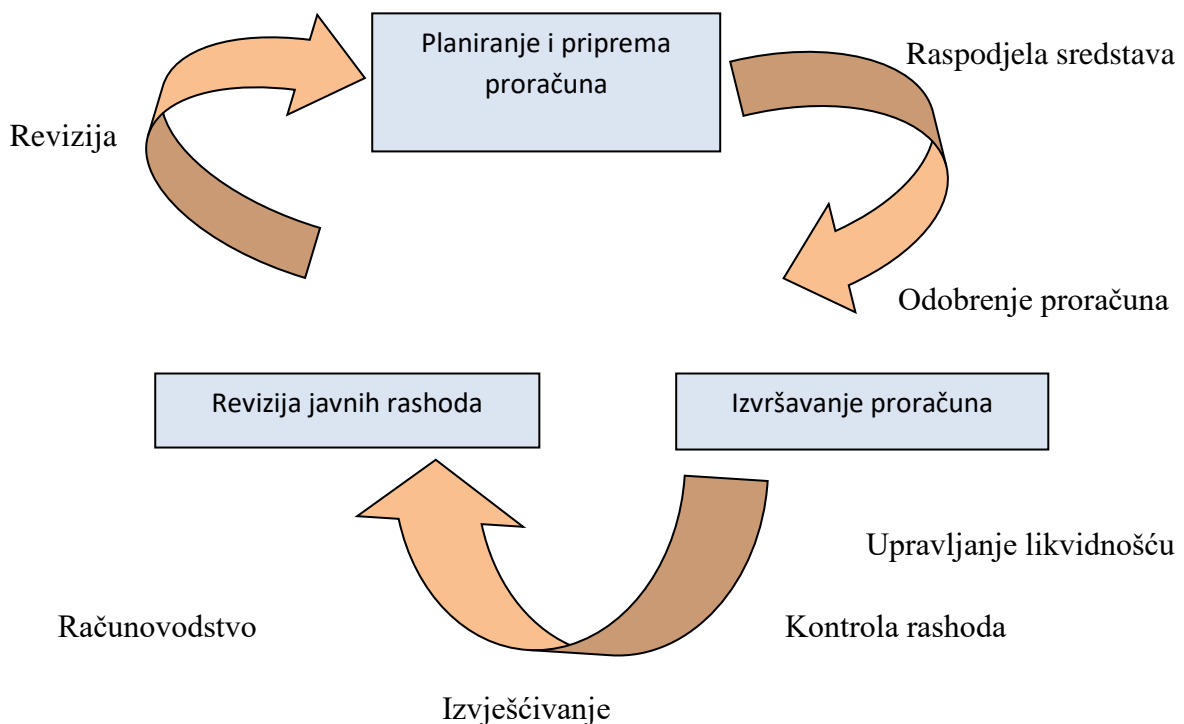 Planiranje i priprema
proračuna
Raspodjela sredstava
Revizija
Odobrenje proračuna
Revizija javnih rashoda
Izvršavanje proračuna
Upravljanje likvidnošću
Računovodstvo
Kontrola rashoda
Izvješćivanje